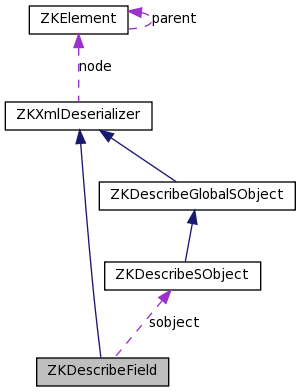 ZKElement
parent
node
ZKXmlDeserializer
ZKDescribeGlobalSObject
ZKDescribeSObject
sobject
ZKDescribeField